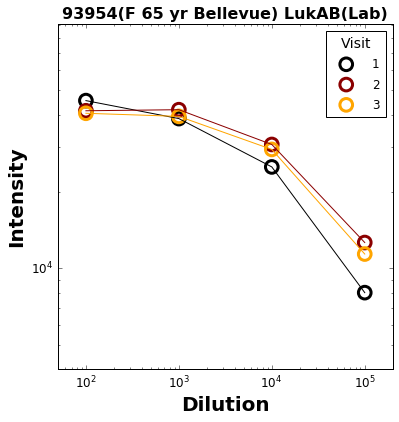 93954(F 65 yr Bellevue) LukAB(Lab)
Visit
1
2
3
Intensity
10^4
10^2 10^3 10^4 10^5
Dilution